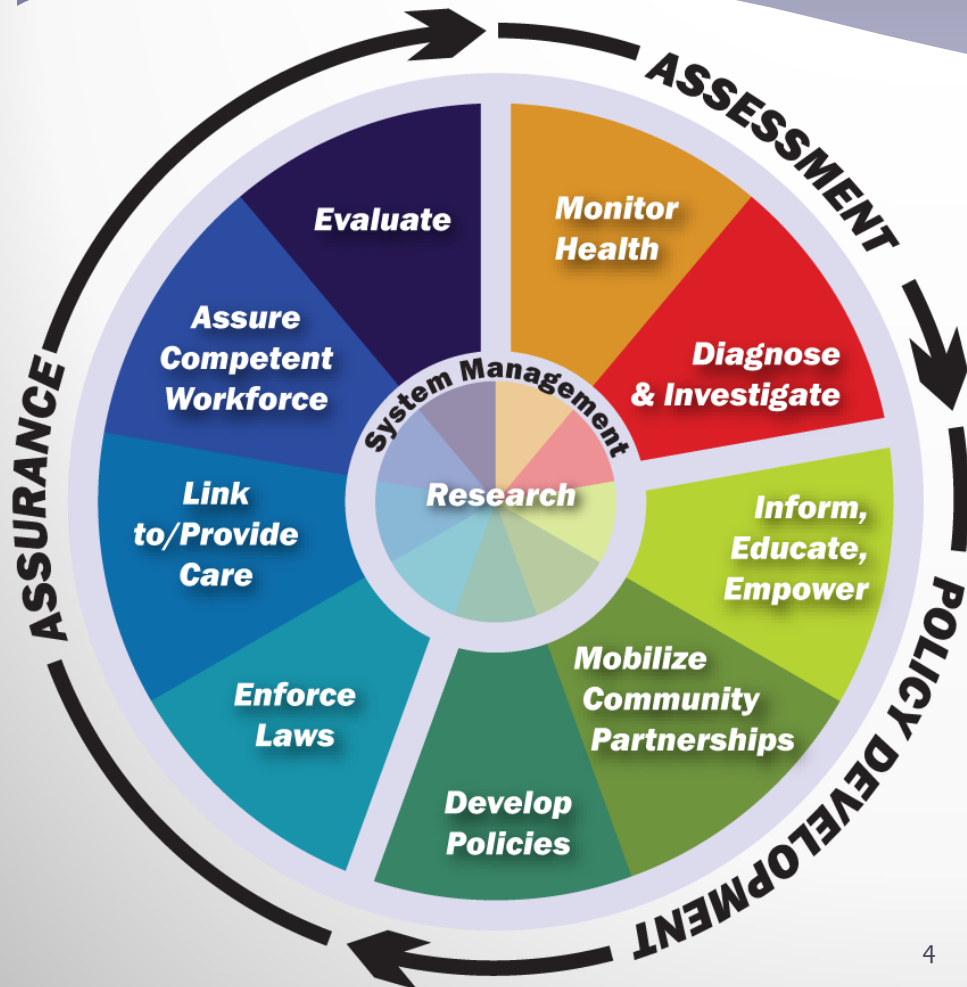 ASSESSMENT
Monitor
Health
Diagnose
& Investigate
Inform,
Educate,
Empower
POLICY DEVELOPMENT
Mobilize
Community
Partnerships
Develop
Policies
Enforce
Laws
Link
to/Provide
Care
Assure
Competent
Workforce
Evaluate
ASSURANCE
System Management
Research
4